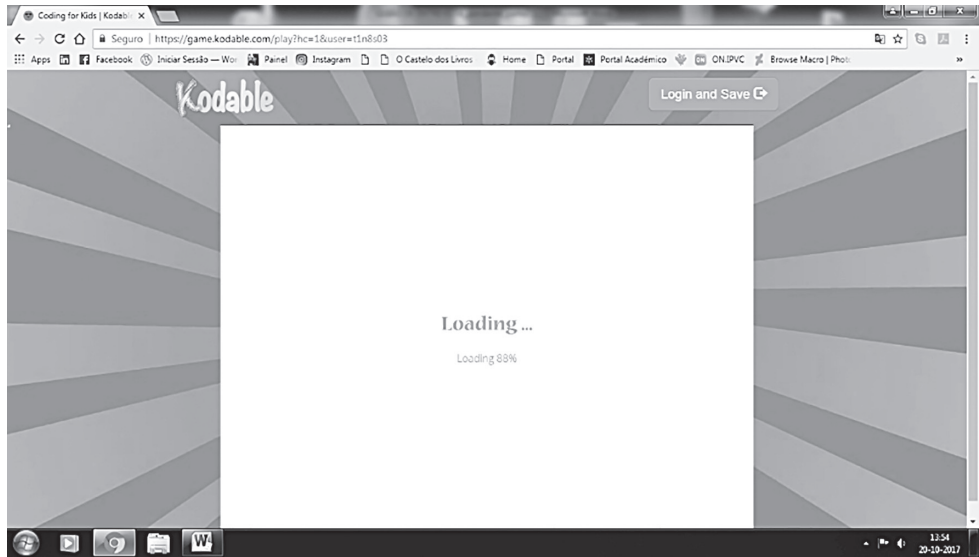 Coding for Kids | Kodabl
Seguro | https://game.kodable.com/play?hc=1&user=t1n8s03
Apps Facebook Iniciar Sessão — Wor Painel Instagram O Castelo dos Livros Home Portal Portal Académico ON.IPVC Browse Macro | Phot
Kodable
Login and Save
Loading ...
Loading 88%
W
13:54
20-10-2017